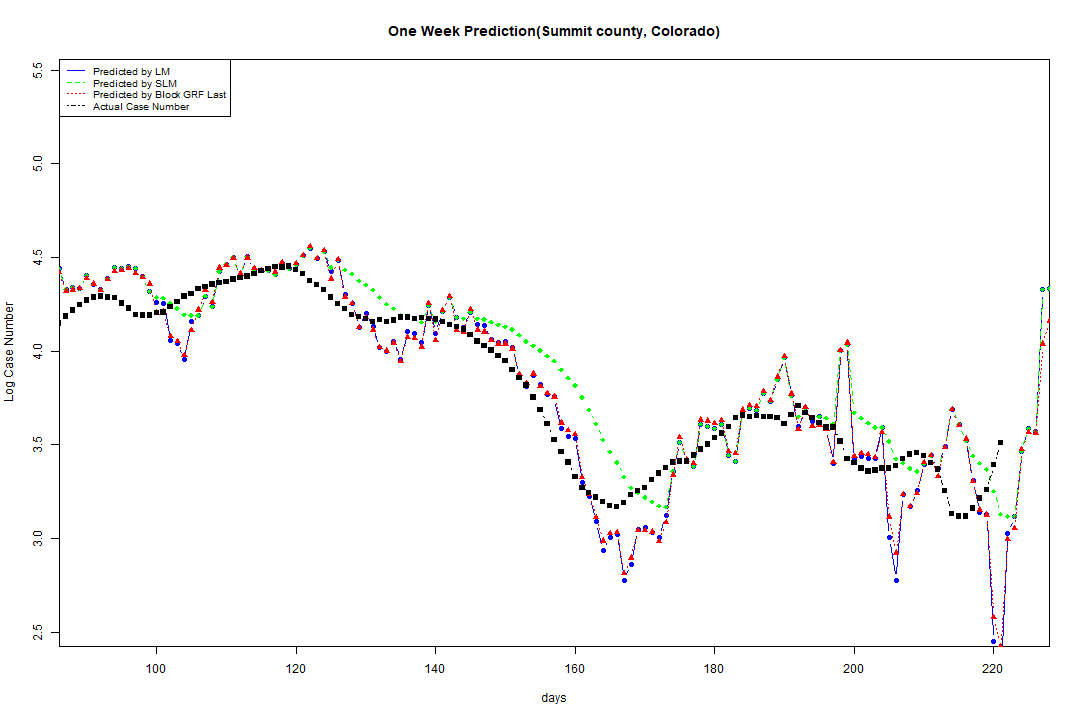 One Week Prediction(Summit county, Colorado)
Predicted by LM
Predicted by SLM
Predicted by Block GRF Last
Actual Case Number
5.5
5.0
4.5
4.0
3.5
3.0
2.5
Log Case Number
100 120 140 160 180 200 220
days